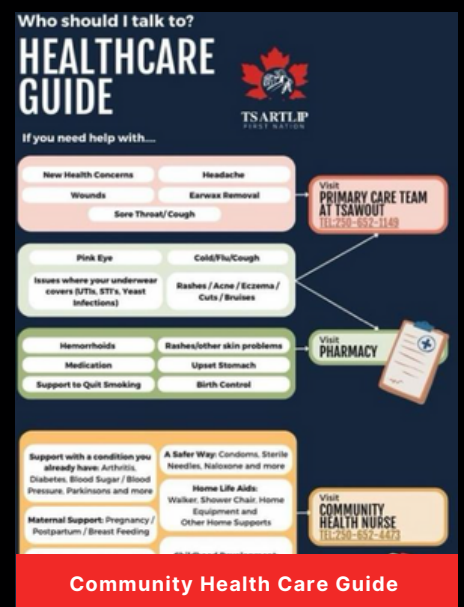 Who should I talk to?
HEALTHCARE
GUIDE
TSARTLIP
FIRST NATION
If you need help with....
New Health Concerns
Headache
Wounds
Earwax Removal
Sore Throat/ Cough
Visit
PRIMARY CARE TEAM
AT TSAWOUT
TEL:250-652-1149
Pink Eye
Cold/Flu/Cough
Issues where your underwear
covers (UTIs, STI's, Yeast
Infections)
Rashes / Acne / Eczema /
Cuts / Bruises
Hemorrhoids
Rashes/other skin problems
Medication
Upset Stomach
Support to Quit Smoking
Birth Control
Visit
PHARMACY
Support with a condition you
already have: Arthritis,
Diabetes, Blood Sugar / Blood
Pressure, Parkinsons and more
Maternal Support: Pregnancy /
Postpartum / Breast Feeding
A Safer Way: Condoms, Sterile
Needles, Naloxone and more
Home Life Aids:
Walker, Shower Chair, Home
Equipment and
Other Home Supports
Visit
COMMUNITY
HEALTH NURSE
TEL:250-652-4473
Community Health Care Guide